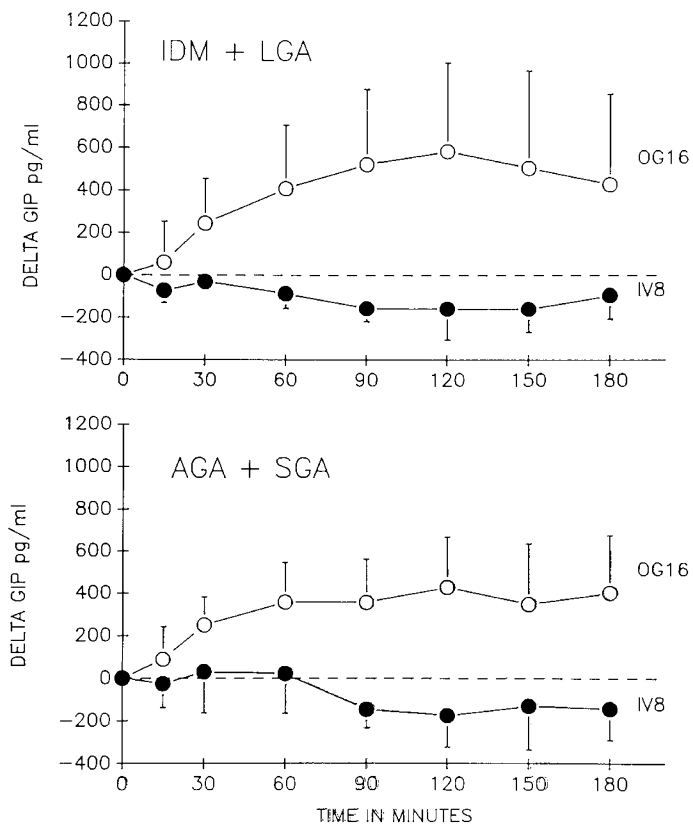 1200
IDM + LGA
1000
800
600
OG16
400
200
0
IV8
−200
−400
0 30 60 90 120 150 180
DELTA GIP pg/ml
1200
AGA + SGA
1000
800
600
OG16
400
200
0
IV8
−200
−400
0 30 60 90 120 150 180
DELTA GIP pg/ml
TIME IN MINUTES